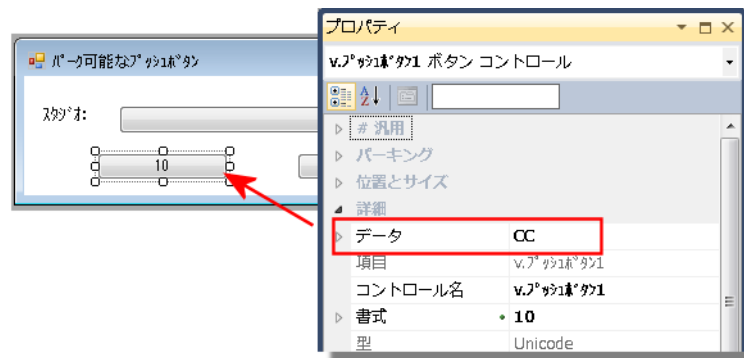 パーク可能なプッシュボタン
スタジオ:
10
プロパティ
v.プッシュボタン1 ボタン コントロール
# 汎用
パーキング
位置とサイズ
詳細
データ CC
項目 v.プッシュボタン1
コントロール名 v.プッシュボタン1
書式 10
型 Unicode